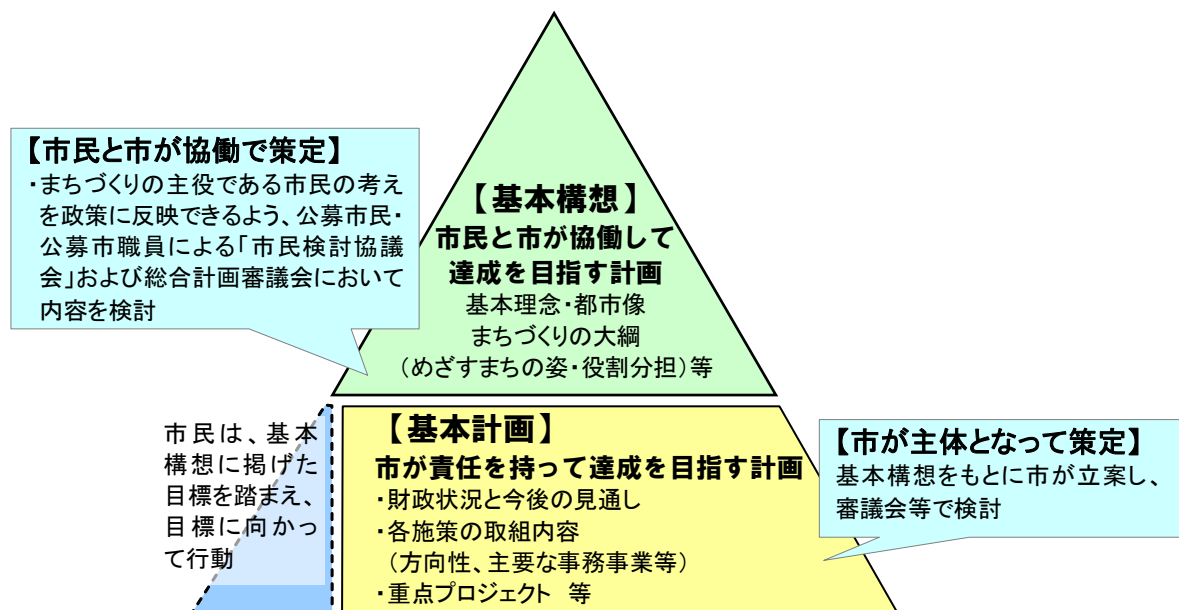 【市民と市が協働で策定】
・まちづくりの主役である市民の考え
を政策に反映できるよう、公募市民・
公募市職員による「市民検討協議
会」および総合計画審議会において
内容を検討
【基本構想】
市民と市が協働して
達成を目指す計画
基本理念・都市像
まちづくりの大綱
（めざすまちの姿・役割分担）等
市民は、基本
構想に掲げた
目標を踏まえ、
目標に向かっ
て行動
【基本計画】
市が責任を持って達成を目指す計画
・財政状況と今後の見通し
・各施策の取組内容
（方向性、主要な事務事業等）
・重点プロジェクト　等
【市が主体となって策定】
基本構想をもとに市が立案し、
審議会等で検討